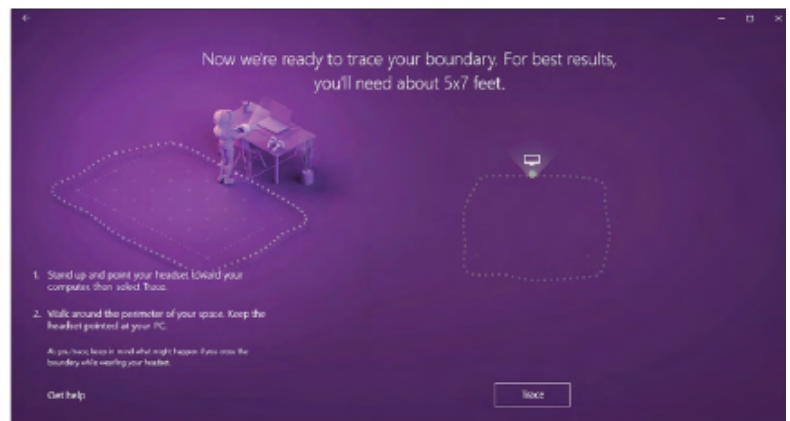 Now we're ready to trace your boundary. For best results,
you'll need about 5x7 feet.
1. Stand up and point your headset toward your
computer, then select Trace.
2. Walk around the perimeter of your space. Keep the
headset pointed at your PC.
As you trace, keep in mind what might happen if you cross the
boundary while wearing your headset.
Get help
Trace